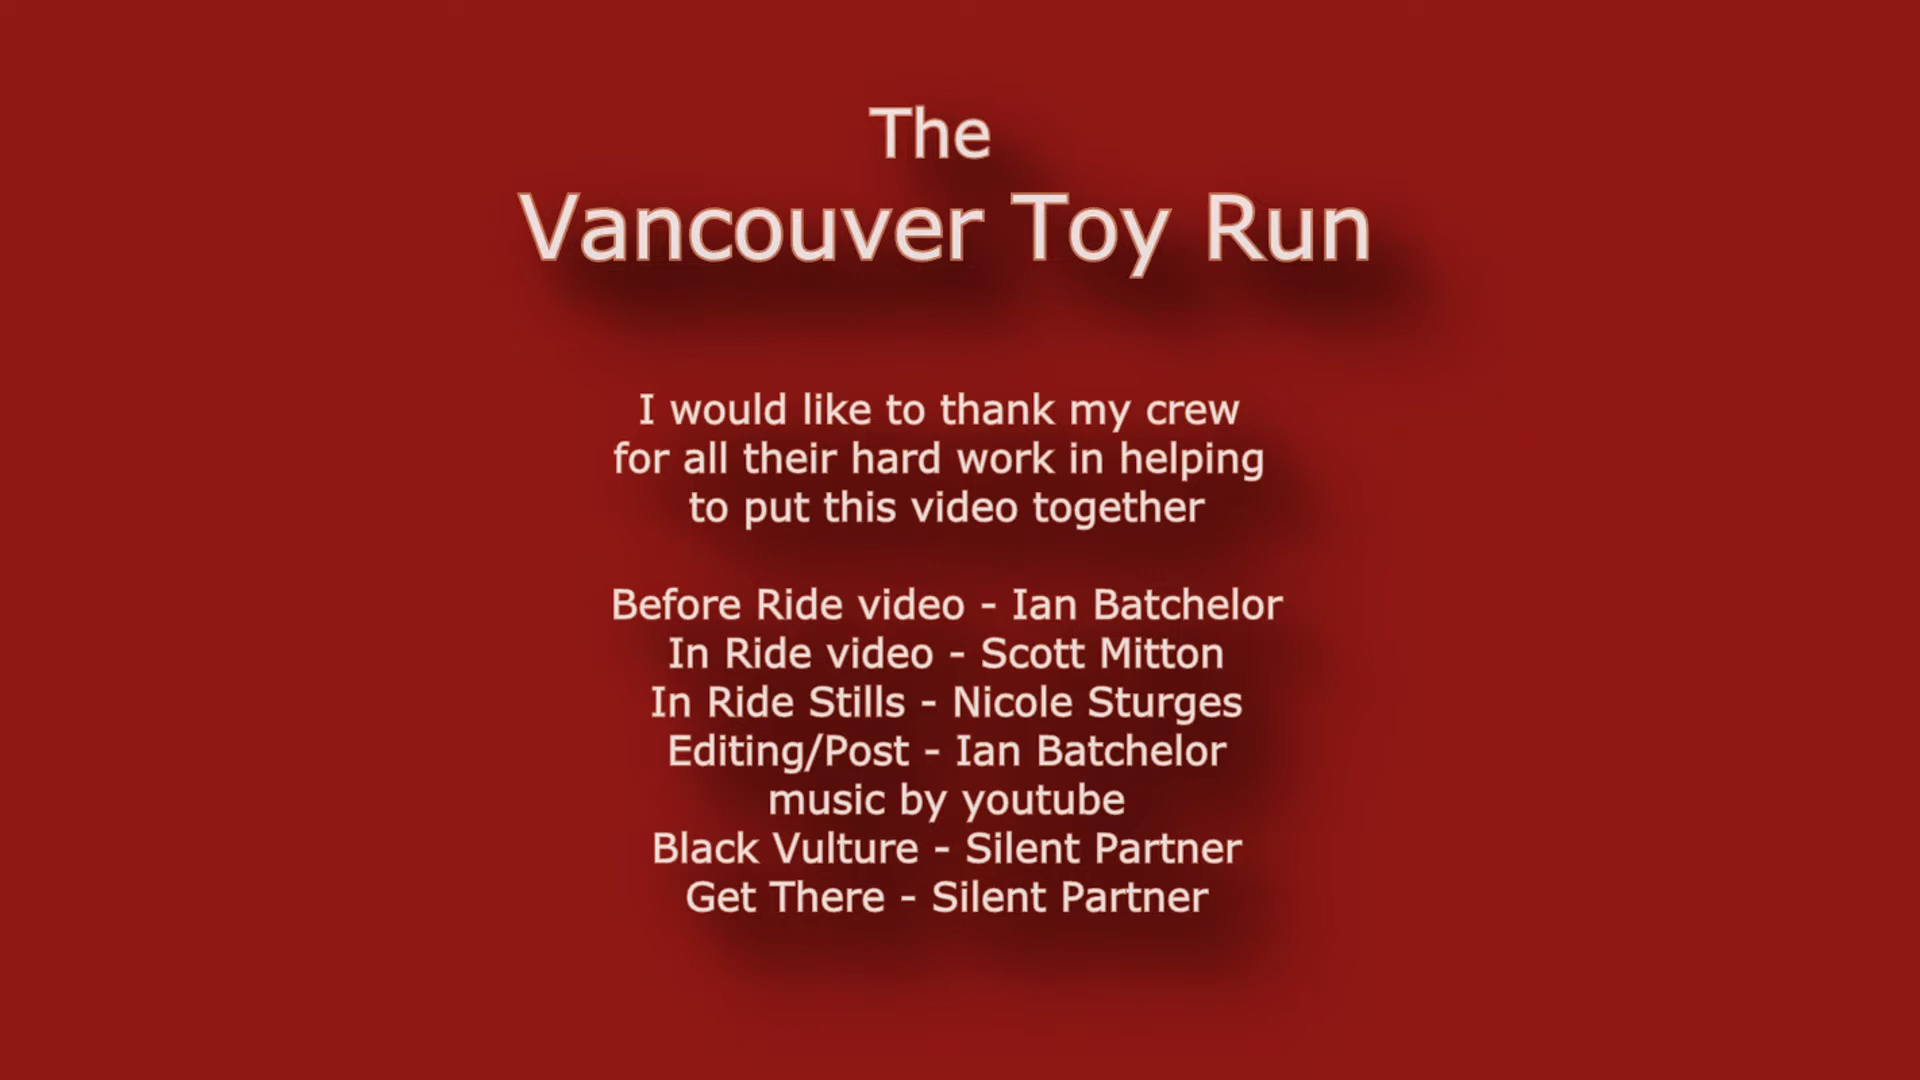 The
Vancouver Toy Run
I would like to thank my crew
for all their hard work in helping
to put this video together
Before Ride video - Ian Batchelor
In Ride video - Scott Mitton
In Ride Stills - Nicole Sturges
Editing/Post - Ian Batchelor
music by youtube
Black Vulture - Silent Partner
Get There - Silent Partner